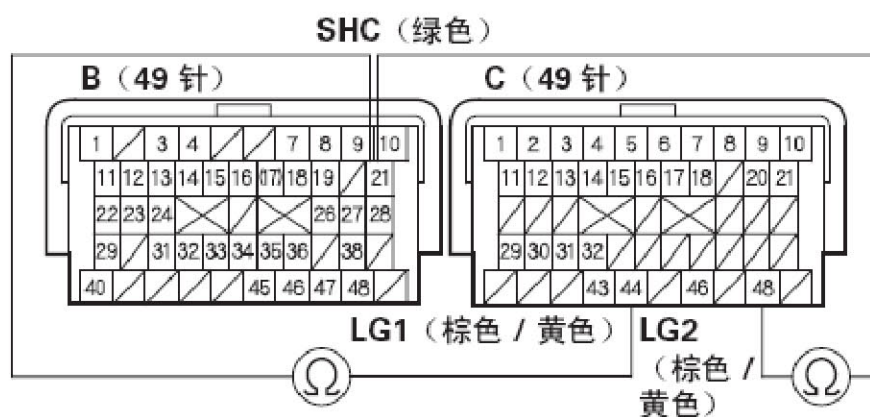 SHC（绿色）
B（49 针） C（49 针）
1 3 4 7 8 9 10
11 12 13 14 15 16 17 18 19 21
22 23 24 26 27 28
29 31 32 33 34 35 36 38
40 45 46 47 48
1 2 3 4 5 6 7 8 9 10
11 12 13 14 15 16 17 18 20 21
29 30 31 32
43 44 46 48
LG1（棕色 / 黄色） LG2
（棕色 /
黄色）
Ω Ω